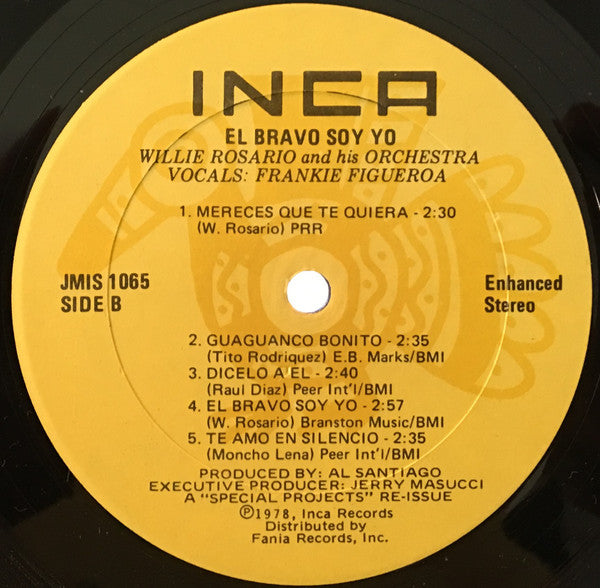 INCA
EL BRAVO SOY YO
WILLIE ROSARIO and his ORCHESTRA
VOCALS: FRANKIE FIGUEROA
1. MERECES QUE TE QUIERA - 2:30
(W. Rosario) PRR
JMIS 1065
SIDE B
Enhanced
Stereo
2. GUAGUANCO BONITO - 2:35
(Tito Rodriquez) E.B. Marks/BMI
3. DICELO A EL - 2:40
(Raul Diaz) Peer Int'l/BMI
4. EL BRAVO SOY YO - 2:57
(W. Rosario) Branston Music/BMI
5. TE AMO EN SILENCIO - 2:35
(Moncho Lena) Peer Int'l/BMI
PRODUCED BY: AL SANTIAGO
EXECUTIVE PRODUCER: JERRY MASUCCI
A "SPECIAL PROJECTS" RE-ISSUE
Ⓟ1978, Inca Records
Distributed by
Fania Records, Inc.